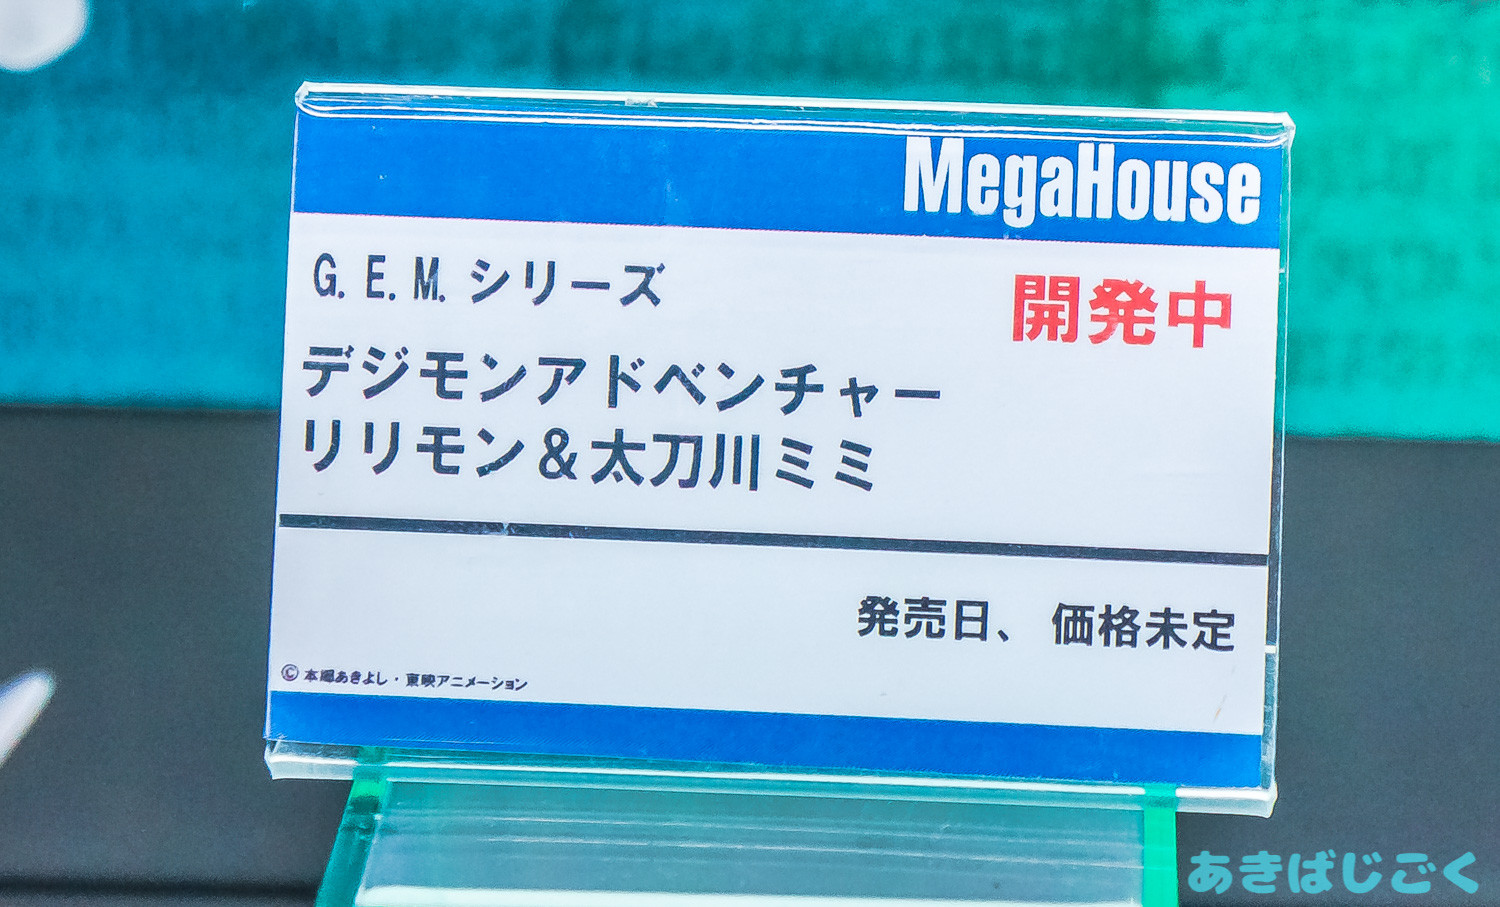 MegaHouse
G.E.M.シリーズ
開発中
デジモンアドベンチャー
リリモン&太刀川ミミ
発売日、価格未定
©本郷あきよし・東映アニメーション
あきばじごく